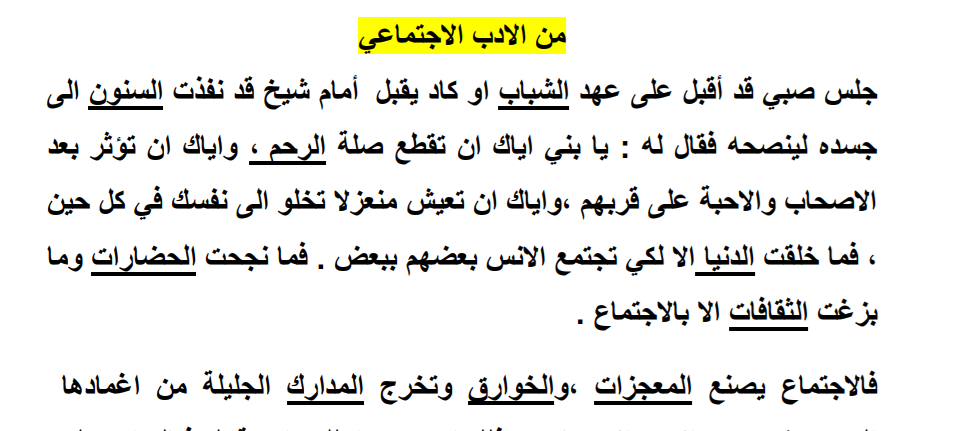 من الادب الاجتماعي
جلس صبي قد أقبل على عهد الشباب او كاد يقبل أمام شيخ قد نفذت السنون الى
جسده لينصحه فقال له : يا بني اياك ان تقطع صلة الرحم ، واياك ان تؤثر بعد
الاصحاب والاحبة على قربهم ،واياك ان تعيش منعزلا تخلو الى نفسك في كل حين
، فما خلقت الدنيا الا لكي تجتمع الانس بعضهم ببعض . فما نجحت الحضارات وما
بزغت الثقافات الا بالاجتماع .
فالاجتماع يصنع المعجزات ،والخوارق وتخرج المدارك الجليلة من اغمادها